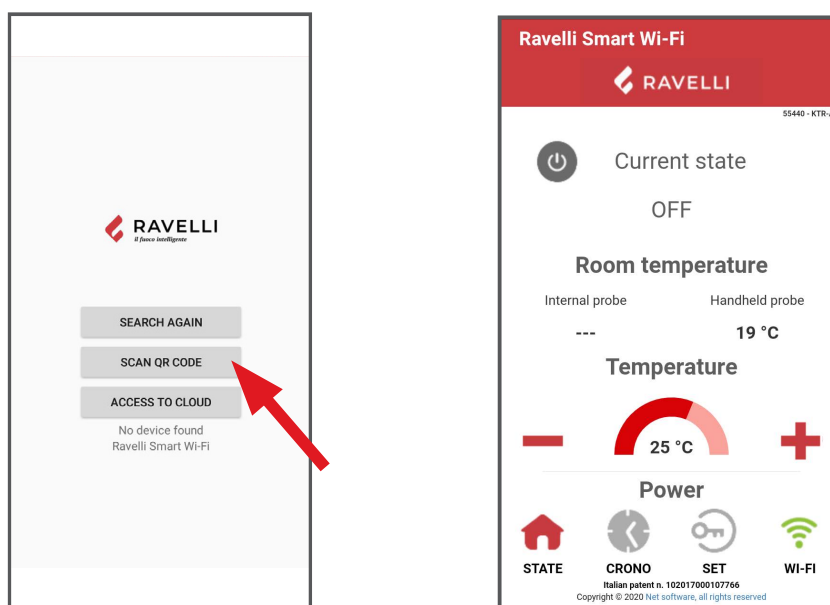 RAVELLI
il fuoco intelligente
SEARCH AGAIN
SCAN QR CODE
ACCESS TO CLOUD
No device found
Ravelli Smart Wi-Fi
Ravelli Smart Wi-Fi
RAVELLI
55440 - KTR-
Current state
OFF
Room temperature
Internal probe Handheld probe
--- 19 °C
Temperature
25 °C
Power
STATE CRONO SET WI-FI
Italian patent n. 102017000107766
Copyright © 2020 Net software, all rights reserved